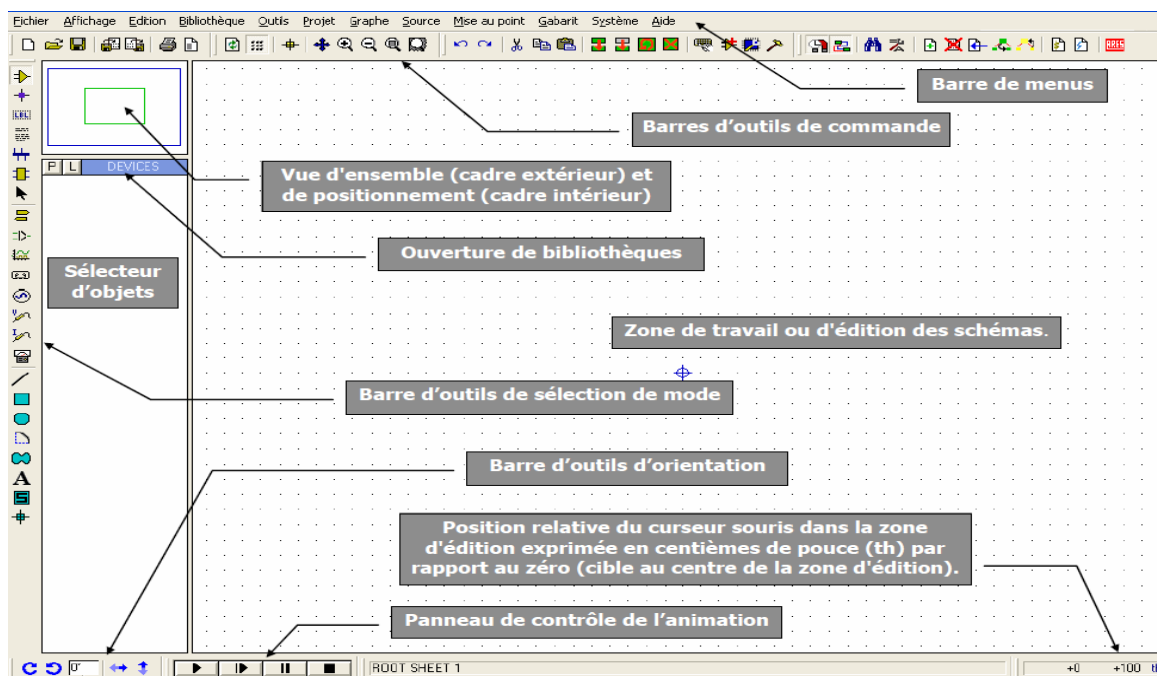 Fichier Affichage Edition Bibliothèque Outils Projet Graphe Source Mise au point Gabarit Système Aide
Barre de menus
Barres d'outils de commande
P L DEVICES
Vue d'ensemble (cadre extérieur) et
de positionnement (cadre intérieur)
Ouverture de bibliothèques
Sélecteur
d'objets
Zone de travail ou d'édition des schémas.
Barre d'outils de sélection de mode
Barre d'outils d'orientation
A
Position relative du curseur souris dans la zone
d'édition exprimée en centièmes de pouce (th) par
rapport au zéro (cible au centre de la zone d'édition).
Panneau de contrôle de l'animation
0° ROOT SHEET 1 +0 +100